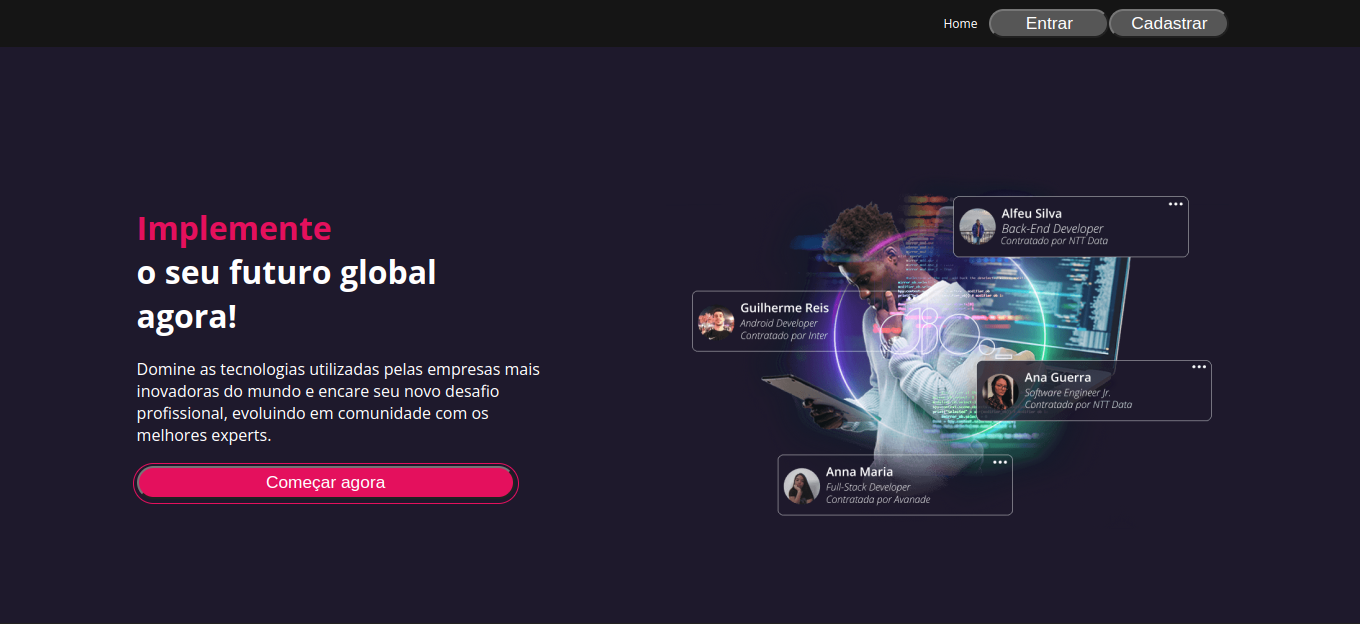 Home
Entrar
Cadastrar
Implemente
o seu futuro global
agora!
Domine as tecnologias utilizadas pelas empresas mais
inovadoras do mundo e encare seu novo desafio
profissional, evoluindo em comunidade com os
melhores experts.
Começar agora
Alfeu Silva
Back-End Developer
Contratado por NTT Data
Guilherme Reis
Android Developer
Contratado por Inter
dio.
Ana Guerra
Software Engineer Jr.
Contratada por NTT Data
Anna Maria
Full-Stack Developer
Contratada por Avanade